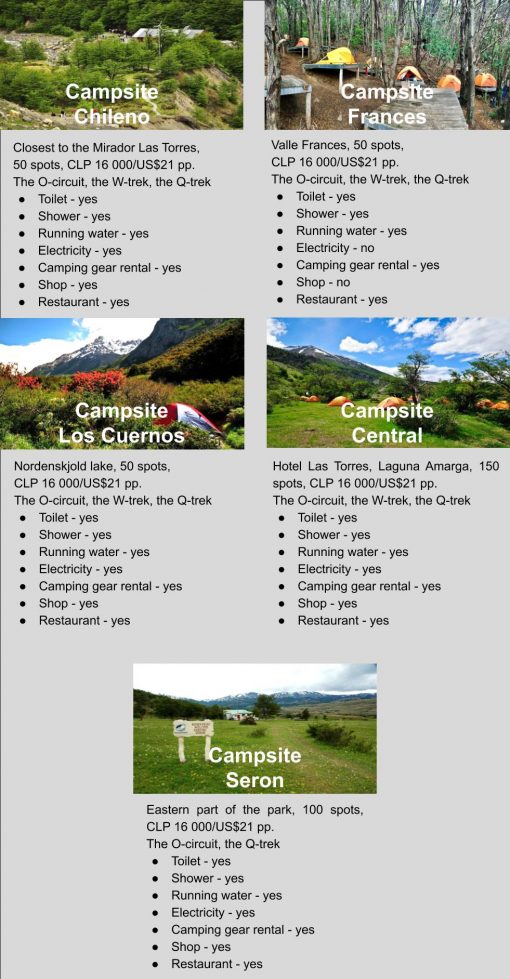 Campsite
Chileno
Closest to the Mirador Las Torres,
50 spots, CLP 16 000/US$21 pp.
The O-circuit, the W-trek, the Q-trek
● Toilet - yes
● Shower - yes
● Running water - yes
● Electricity - yes
● Camping gear rental - yes
● Shop - yes
● Restaurant - yes
Campsite
Frances
Valle Frances, 50 spots,
CLP 16 000/US$21 pp.
The O-circuit, the W-trek, the Q-trek
● Toilet - yes
● Shower - yes
● Running water - yes
● Electricity - no
● Camping gear rental - yes
● Shop - no
● Restaurant - yes
Campsite
Los Cuernos
Nordenskjold lake, 50 spots,
CLP 16 000/US$21 pp.
The O-circuit, the W-trek, the Q-trek
● Toilet - yes
● Shower - yes
● Running water - yes
● Electricity - yes
● Camping gear rental - yes
● Shop - yes
● Restaurant - yes
Campsite
Central
Hotel Las Torres, Laguna Amarga, 150
spots, CLP 16 000/US$21 pp.
The O-circuit, the W-trek, the Q-trek
● Toilet - yes
● Shower - yes
● Running water - yes
● Electricity - yes
● Camping gear rental - yes
● Shop - yes
● Restaurant - yes
Campsite
Seron
Eastern part of the park, 100 spots,
CLP 16 000/US$21 pp.
The O-circuit, the Q-trek
● Toilet - yes
● Shower - yes
● Running water - yes
● Electricity - yes
● Camping gear rental - yes
● Shop - yes
● Restaurant - yes